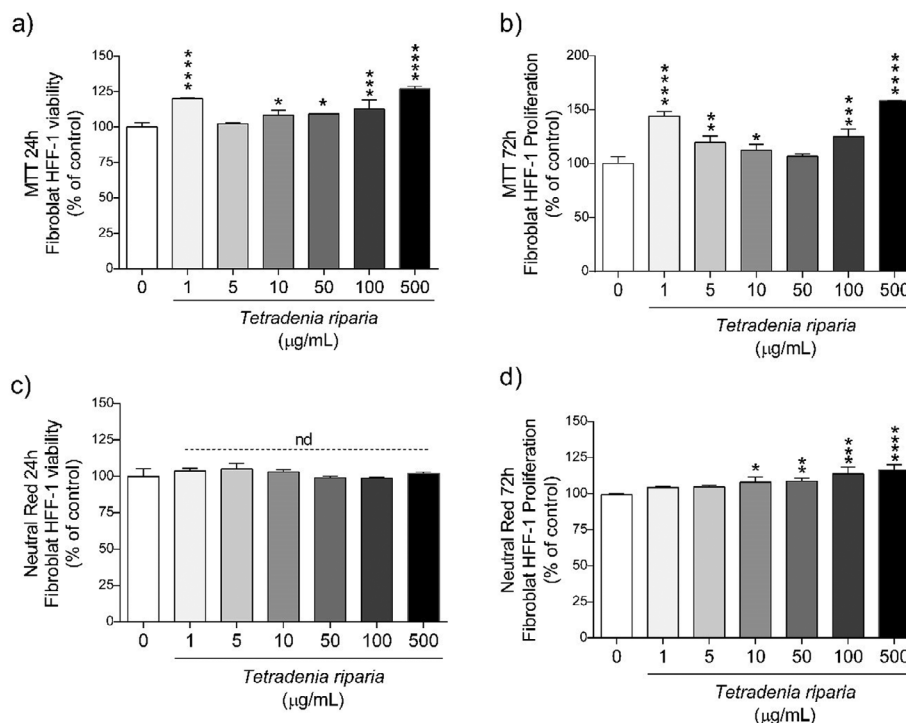 a)
MTT 24h
Fibroblat HFF-1 viability
(% of control)
150
125
100
75
50
25
0
****
*
*
***
****
0 1 5 10 50 100 500
Tetradenia riparia
(μg/mL)
b)
MTT 72h
Fibroblat HFF-1 Proliferation
(% of control)
200
150
100
50
0
****
**
*
***
****
0 1 5 10 50 100 500
Tetradenia riparia
(μg/mL)
c)
Neutral Red 24h
Fibroblat HFF-1 viability
(% of control)
150
125
100
75
50
25
0
nd
0 1 5 10 50 100 500
Tetradenia riparia
(μg/mL)
d)
Neutral Red 72h
Fibroblat HFF-1 Proliferation
(% of control)
150
125
100
75
50
25
0
*
**
***
****
0 1 5 10 50 100 500
Tetradenia riparia
(μg/mL)